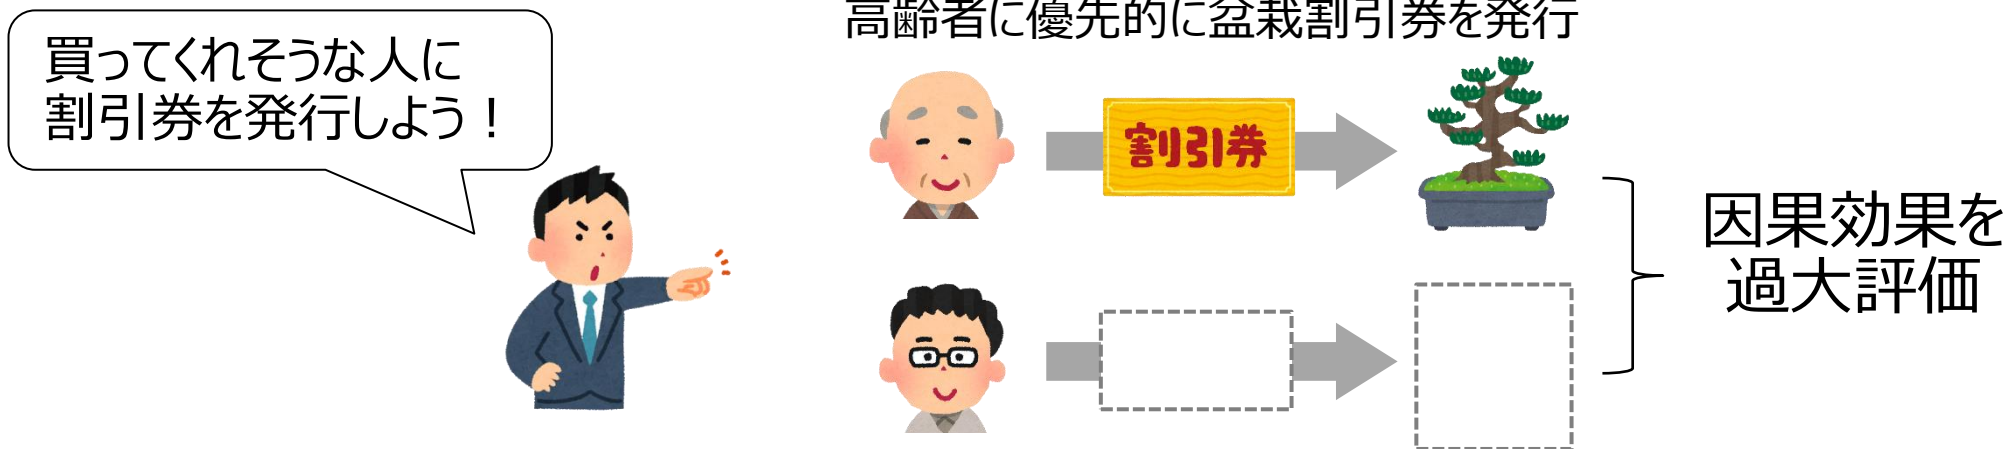 買ってくれそうな人に
割引券を発行しよう！
高齢者に優先的に盆栽割引券を発行
割引券
因果効果を
過大評価